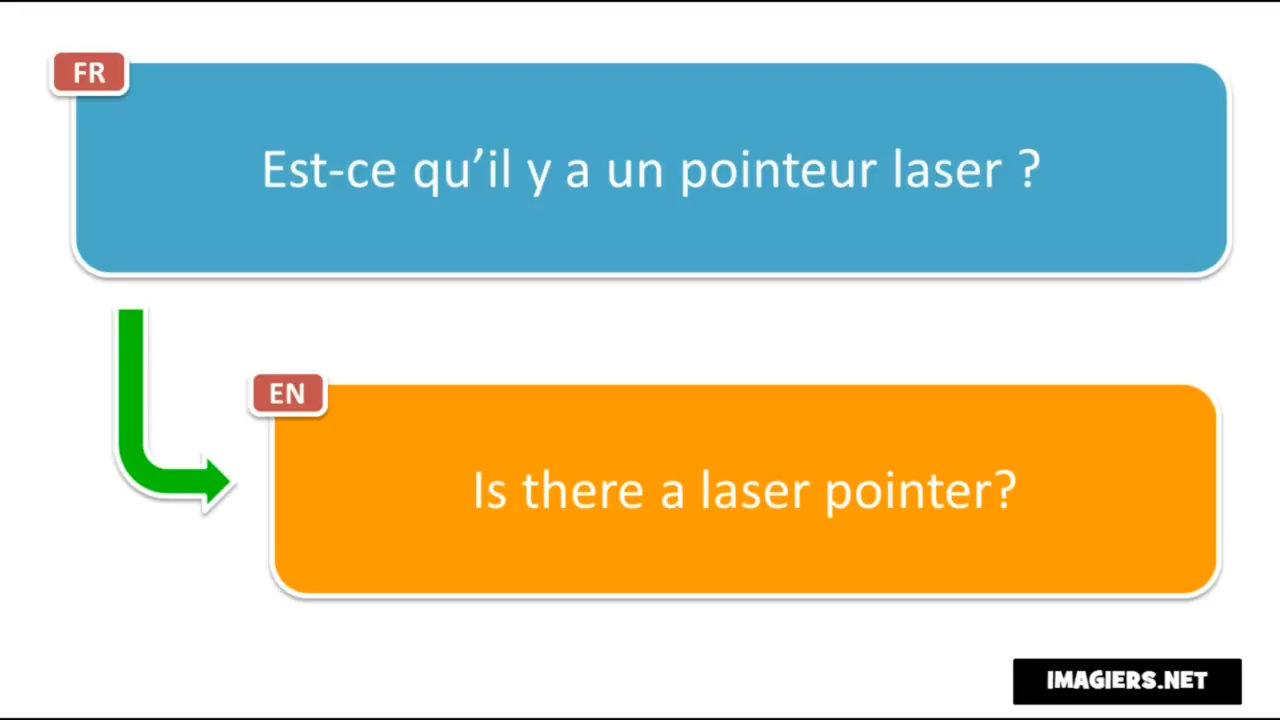 FR
Est-ce qu’il y a un pointeur laser ?
EN
Is there a laser pointer?
IMAGIERS.NET